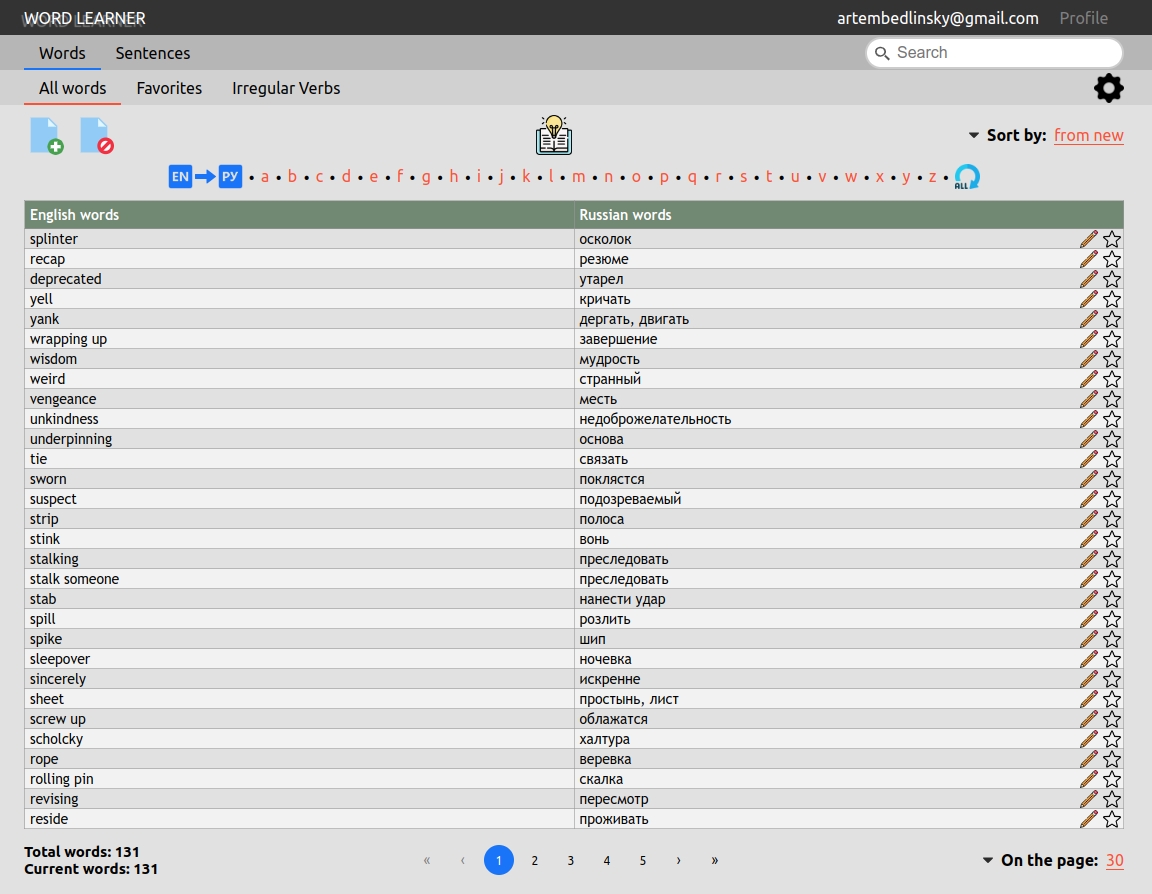 WORD LEARNER artembedlinsky@gmail.com Profile
Words Sentences Search
All words Favorites Irregular Verbs
Sort by: from new
EN РУ • a • b • c • d • e • f • g • h • i • j • k • l • m • n • o • p • q • r • s • t • u • v • w • x • y • z • ALL
English words Russian words
splinter осколок
recap резюме
deprecated утарел
yell кричать
yank дергать, двигать
wrapping up завершение
wisdom мудрость
weird странный
vengeance месть
unkindness недоброжелательность
underpinning основа
tie связать
sworn поклястся
suspect подозреваемый
strip полоса
stink вонь
stalking преследовать
stalk someone преследовать
stab нанести удар
spill розлить
spike шип
sleepover ночевка
sincerely искренне
sheet простынь, лист
screw up облажатся
scholcky халтура
rope веревка
rolling pin скалка
revising пересмотр
reside проживать
Total words: 131
Current words: 131
« ‹ 1 2 3 4 5 › »
On the page: 30